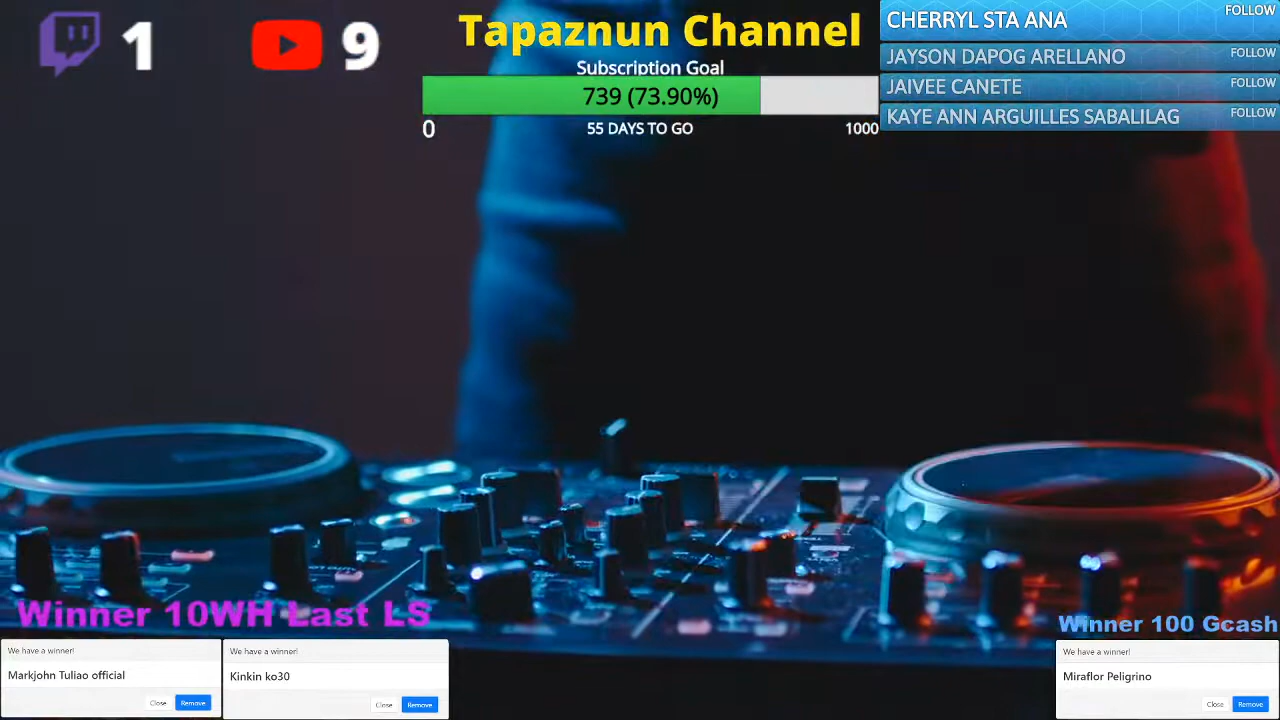 1
9
Tapaznun Channel
Subscription Goal
739 (73.90%)
0
55 DAYS TO GO
1000
CHERRYL STA ANA
FOLLOW
JAYSON DAPOG ARELLANO
FOLLOW
JAIVEE CANETE
FOLLOW
KAYE ANN ARGUILLES SABALILAG
FOLLOW
Winner 10WH Last LS
Winner 100 Gcash
We have a winner!
Markjohn Tuliao official
Close
Remove
We have a winner!
Kinkin ko30
Close
Remove
We have a winner!
Miraflor Peligrino
Close
Remove